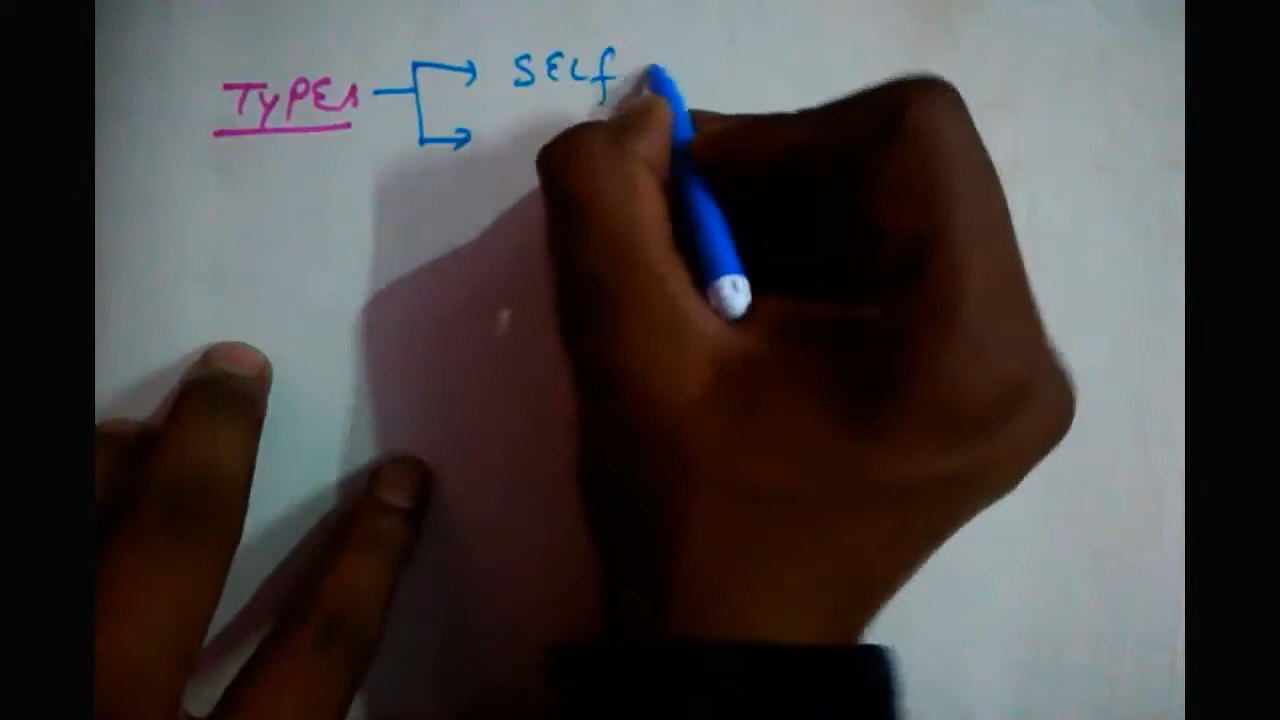 TYPEs → SELf
→